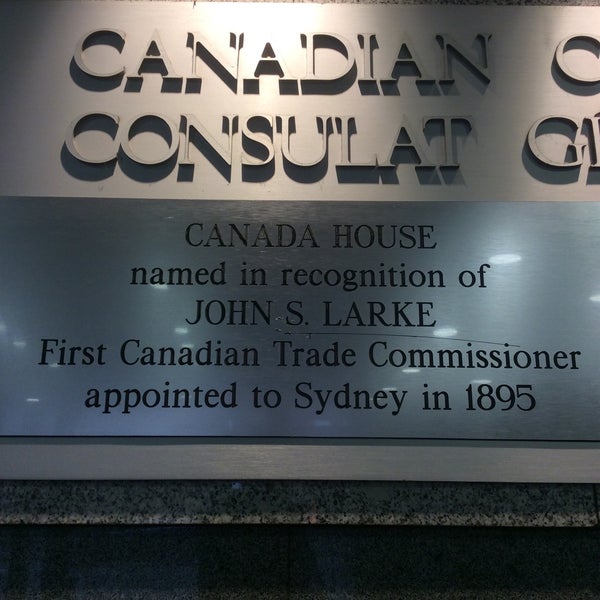 CANADIAN
CONSULAT
CANADA HOUSE
named in recognition of
JOHN S. LARKE
First Canadian Trade Commissioner
appointed to Sydney in 1895